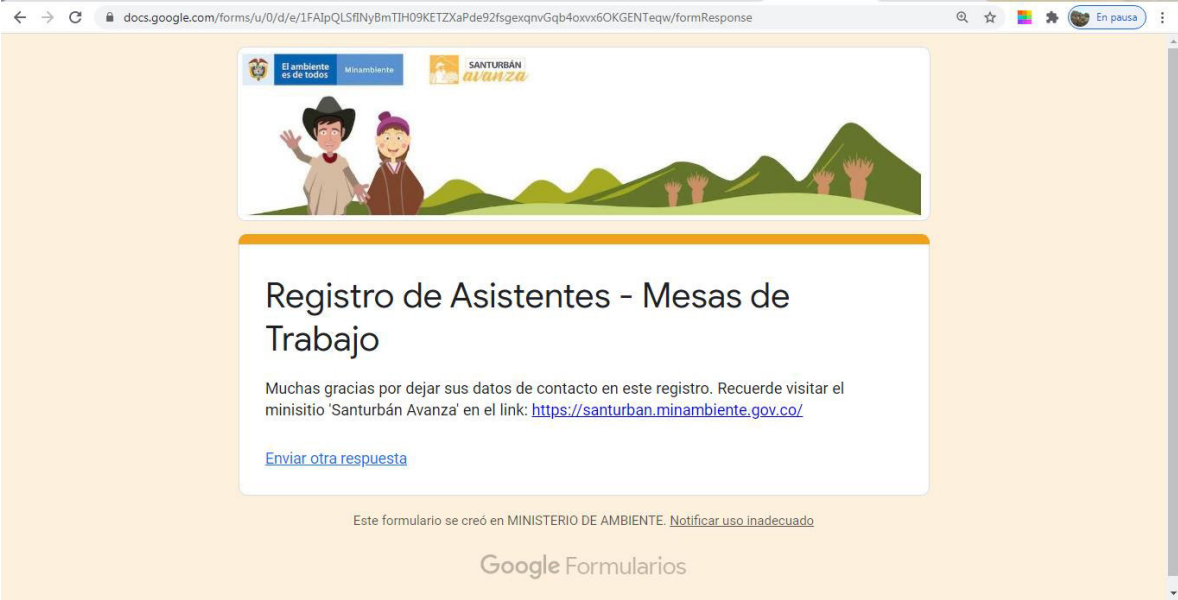 docs.google.com/forms/u/0/d/e/1FAIpQLSfINyBmTIH09KETZXaPde92fsgexqnvGqb4oxvx6OKGENTeqw/formResponse
En pausa
El ambiente
es de todos
Minambiente
SANTURBÁN
avanza
Registro de Asistentes - Mesas de
Trabajo
Muchas gracias por dejar sus datos de contacto en este registro. Recuerde visitar el
minisitio 'Santurbán Avanza' en el link: https://santurban.minambiente.gov.co/
Enviar otra respuesta
Este formulario se creó en MINISTERIO DE AMBIENTE. Notificar uso inadecuado
Google Formularios